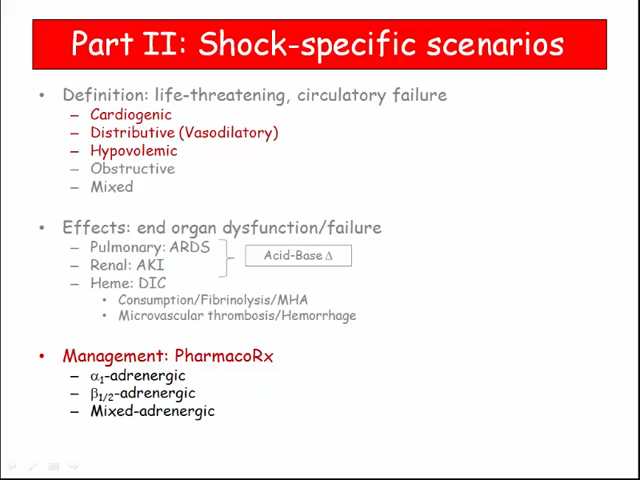 Part II: Shock-specific scenarios
• Definition: life-threatening, circulatory failure
– Cardiogenic
– Distributive (Vasodilatory)
– Hypovolemic
– Obstructive
– Mixed
• Effects: end organ dysfunction/failure
– Pulmonary: ARDS
– Renal: AKI
Acid-Base Δ
– Heme: DIC
• Consumption/Fibrinolysis/MHA
• Microvascular thrombosis/Hemorrhage
• Management: PharmacoRx
– α₁-adrenergic
– β₁/₂-adrenergic
– Mixed-adrenergic